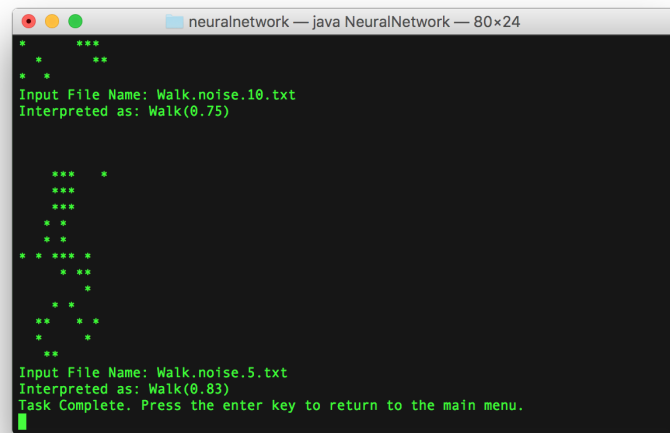 neuralnetwork — java NeuralNetwork — 80×24
*      ***
  *      **
*  *
Input File Name: Walk.noise.10.txt
Interpreted as: Walk(0.75)
    ***   *
    ***
    ***
   * *
   * *
* * *** *
     * **
        *
    * *
  **   * *
  *     *
   **
Input File Name: Walk.noise.5.txt
Interpreted as: Walk(0.83)
Task Complete. Press the enter key to return to the main menu.